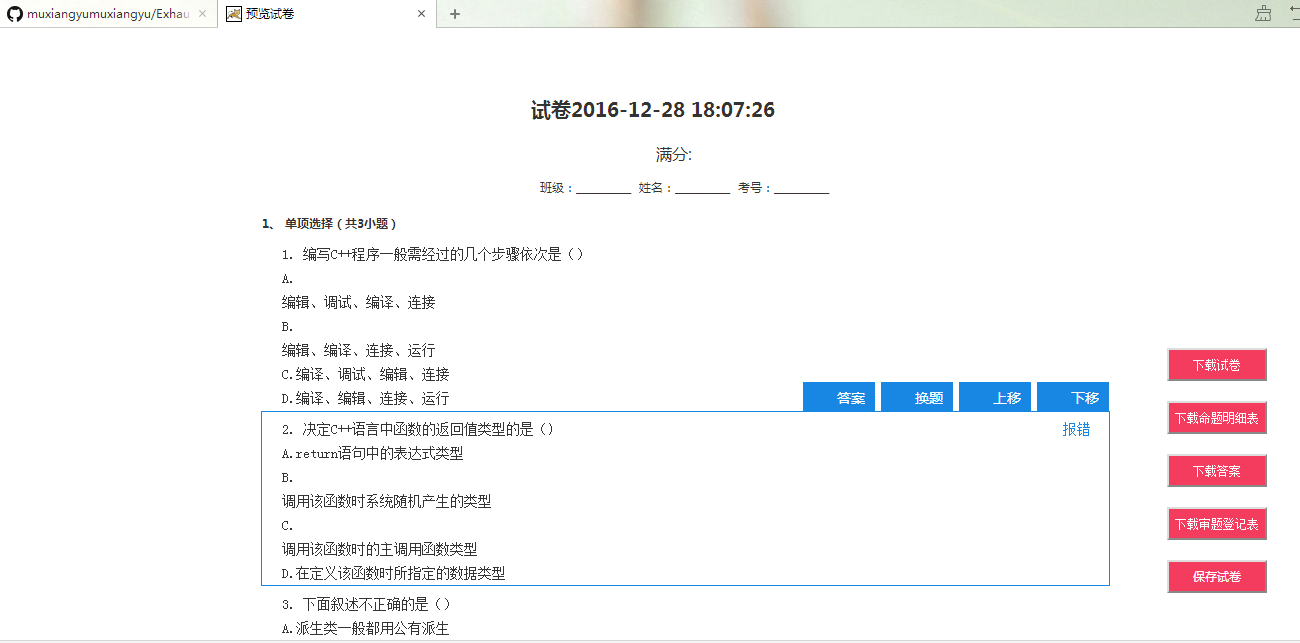 muxiangyumuxiangyu/Exhau
预览试卷
试卷2016-12-28 18:07:26
满分:
班级：________ 姓名：________ 考号：________
1、 单项选择（共3小题）
1. 编写C++程序一般需经过的几个步骤依次是（）
A.
编辑、调试、编译、连接
B.
编辑、编译、连接、运行
C.编译、调试、编辑、连接
D.编译、编辑、连接、运行
答案 换题 上移 下移
2. 决定C++语言中函数的返回值类型的是（）
报错
A.return语句中的表达式类型
B.
调用该函数时系统随机产生的类型
C.
调用该函数时的主调用函数类型
D.在定义该函数时所指定的数据类型
3. 下面叙述不正确的是（）
A.派生类一般都用公有派生
下载试卷
下载命题明细表
下载答案
下载审题登记表
保存试卷